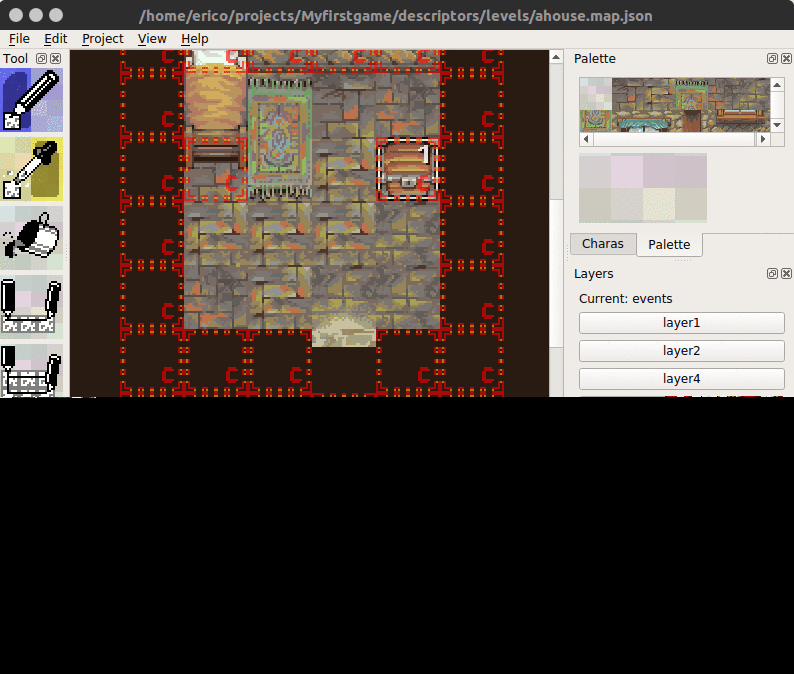 /home/erico/projects/Myfirstgame/descriptors/levels/ahouse.map.json
File Edit Project View Help
Tool
Palette
C C C C
C C
C C
1
C C C C
C C
C C
C C C C C
Charas Palette
Layers
Current: events
layer1
layer2
layer4